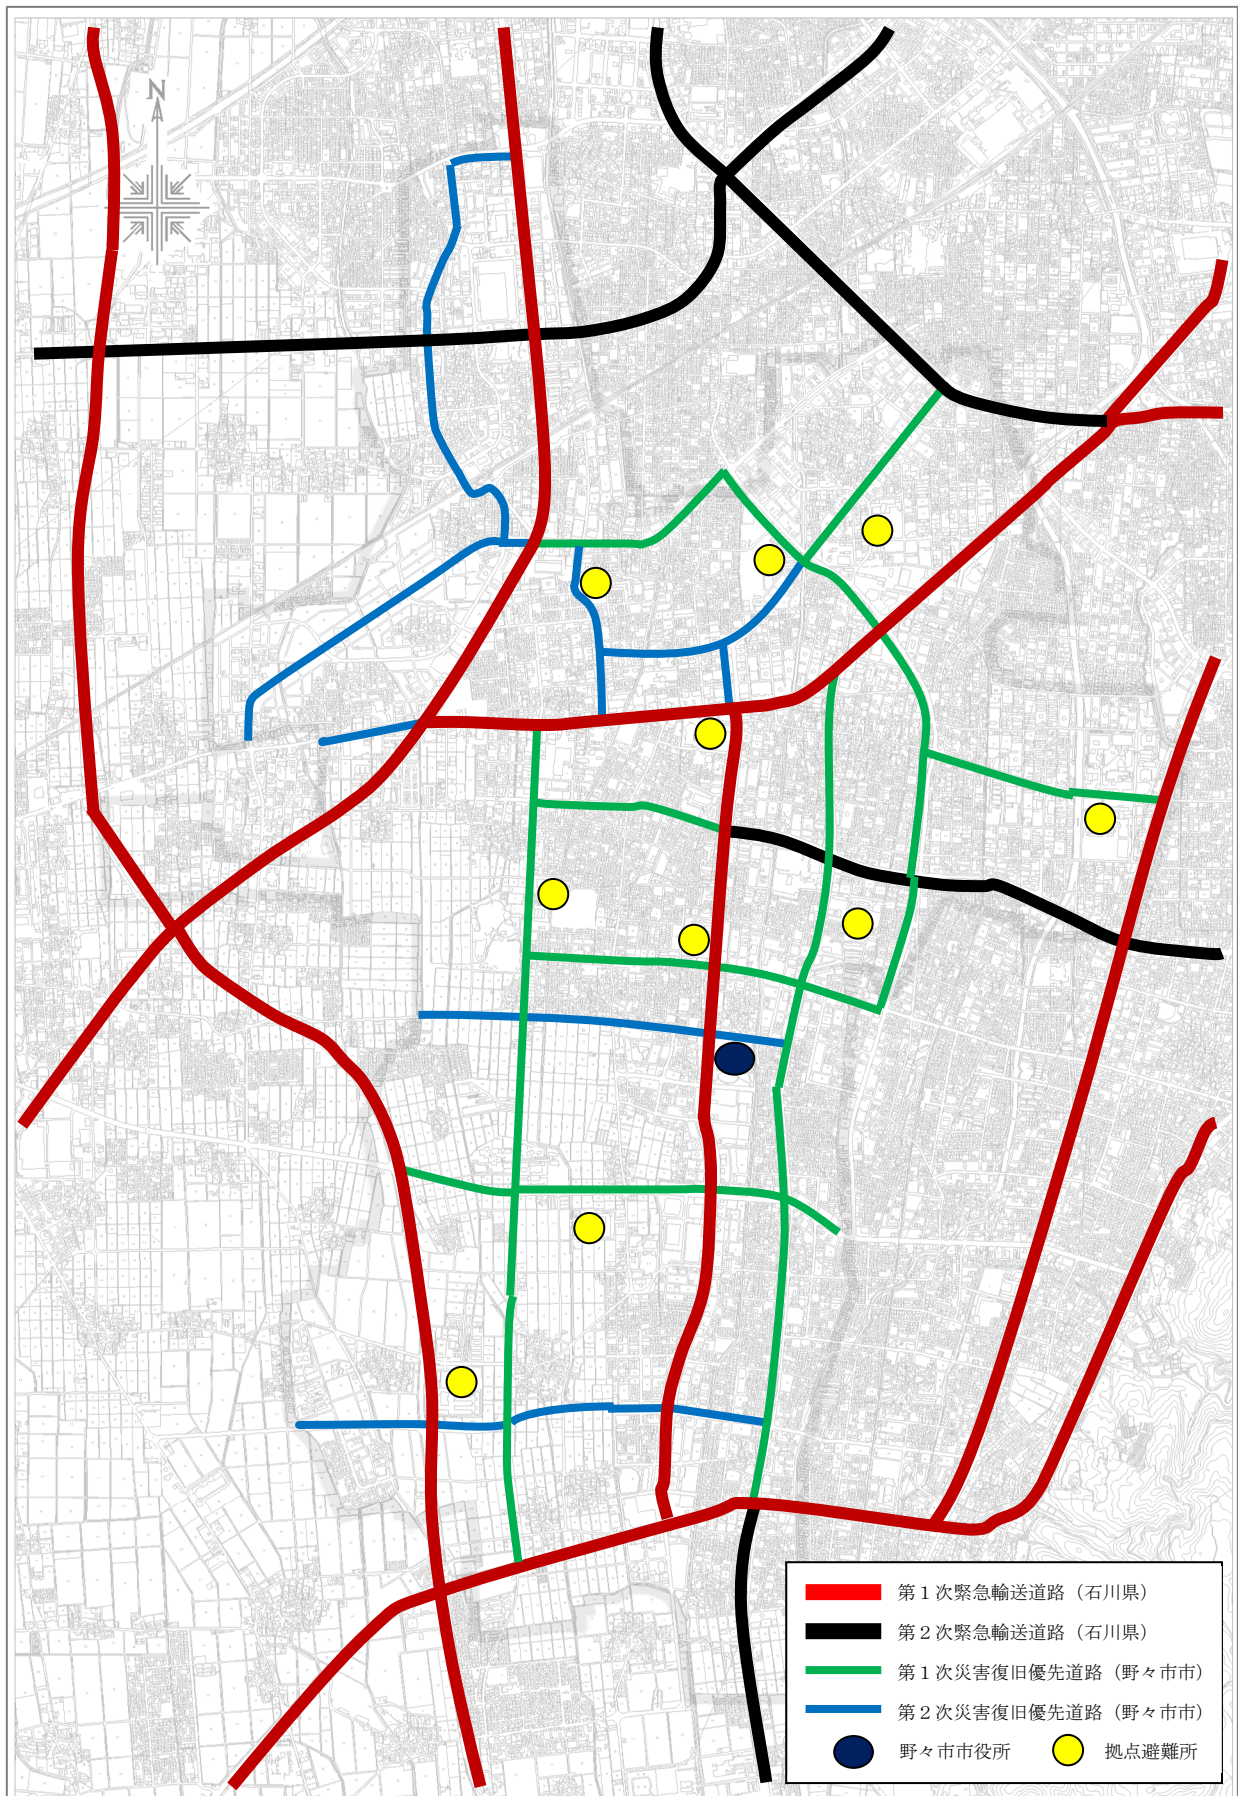 N
第１次緊急輸送道路（石川県）
第２次緊急輸送道路（石川県）
第１次災害復旧優先道路（野々市市）
第２次災害復旧優先道路（野々市市）
野々市市役所 拠点避難所